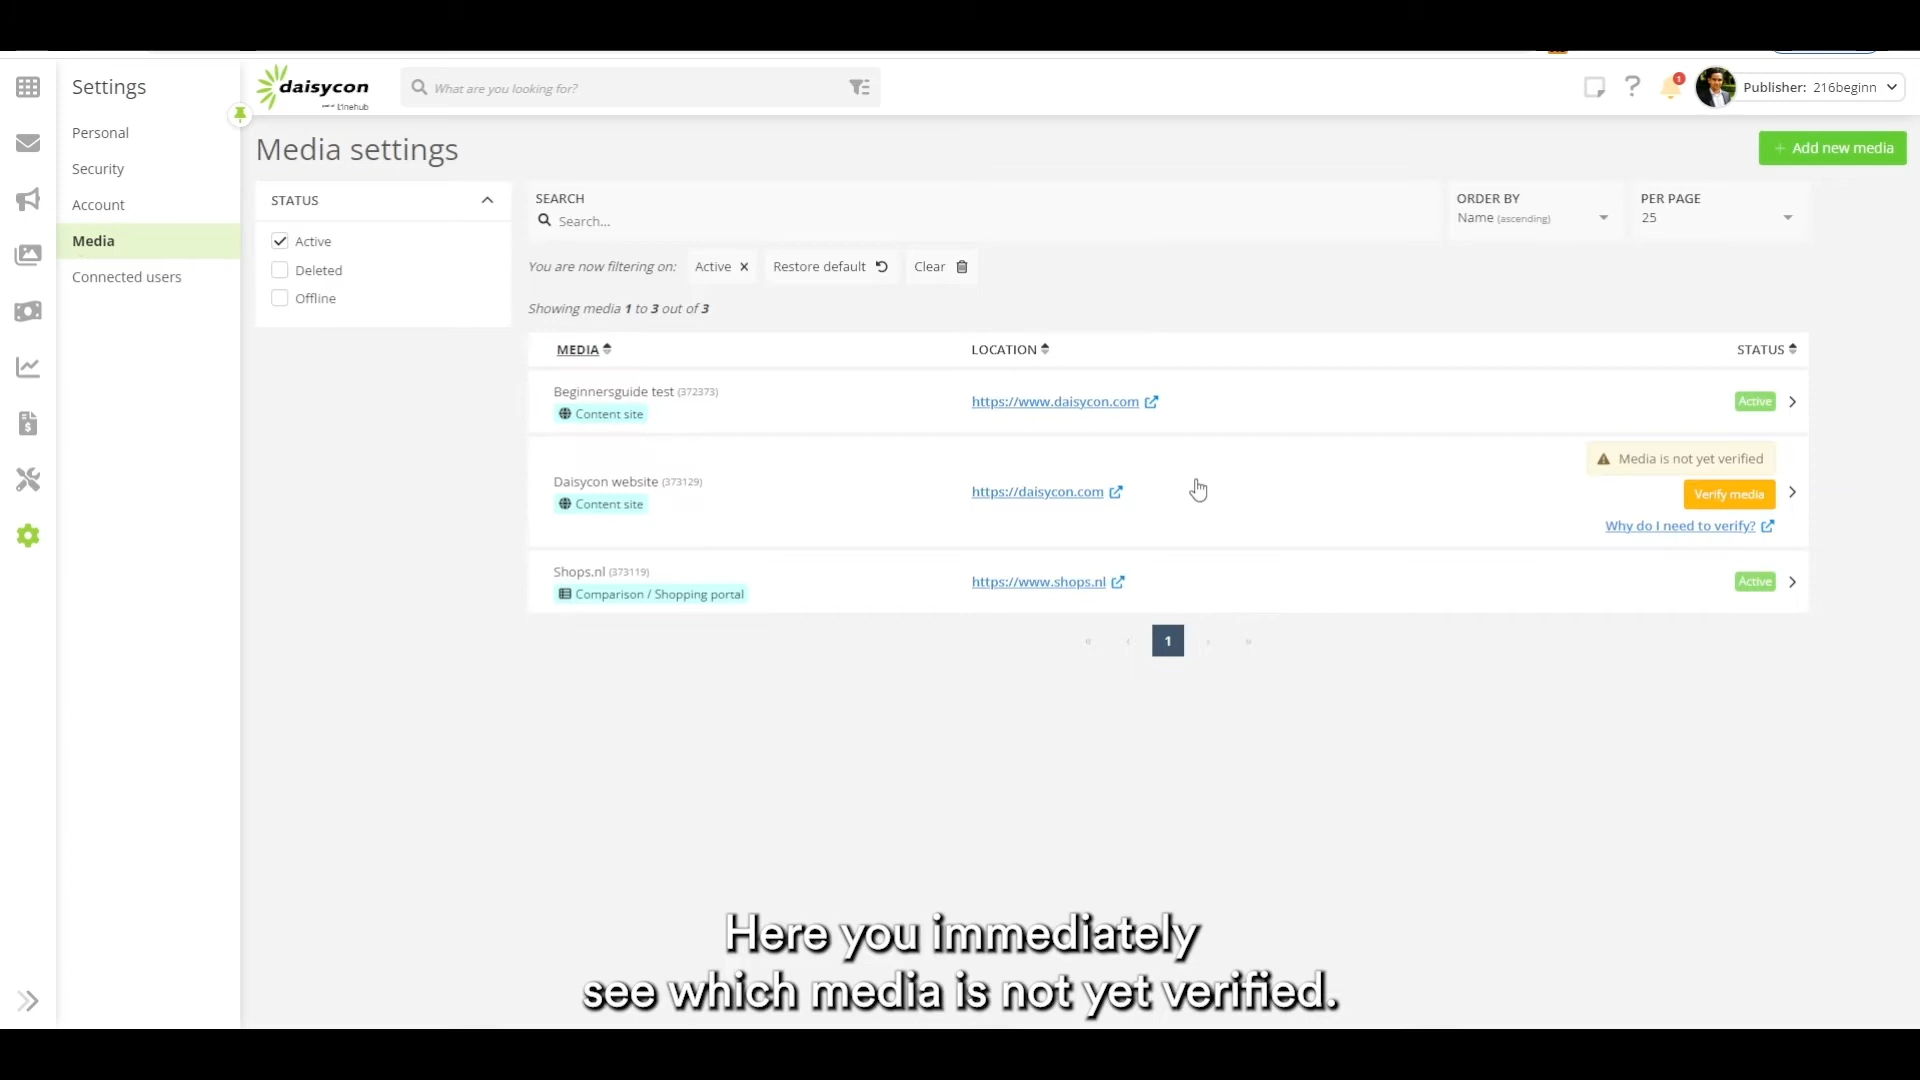 Settings
Personal
Security
Account
Media
Connected users
daisycon
What are you looking for?
1
Publisher: 216beginn
Media settings
+ Add new media
STATUS
Active
Deleted
Offline
SEARCH
Search...
ORDER BY
Name (ascending)
PER PAGE
25
You are now filtering on: Active × Restore default Clear
Showing media 1 to 3 out of 3
MEDIA LOCATION STATUS
Beginnersguide test (372373)
Content site
https://www.daisycon.com
Active
Daisycon website (373129)
Content site
https://daisycon.com
Media is not yet verified
Verify media
Why do I need to verify?
Shops.nl (373119)
Comparison / Shopping portal
https://www.shops.nl
Active
« ‹ 1 › »
Here you immediately
see which media is not yet verified.